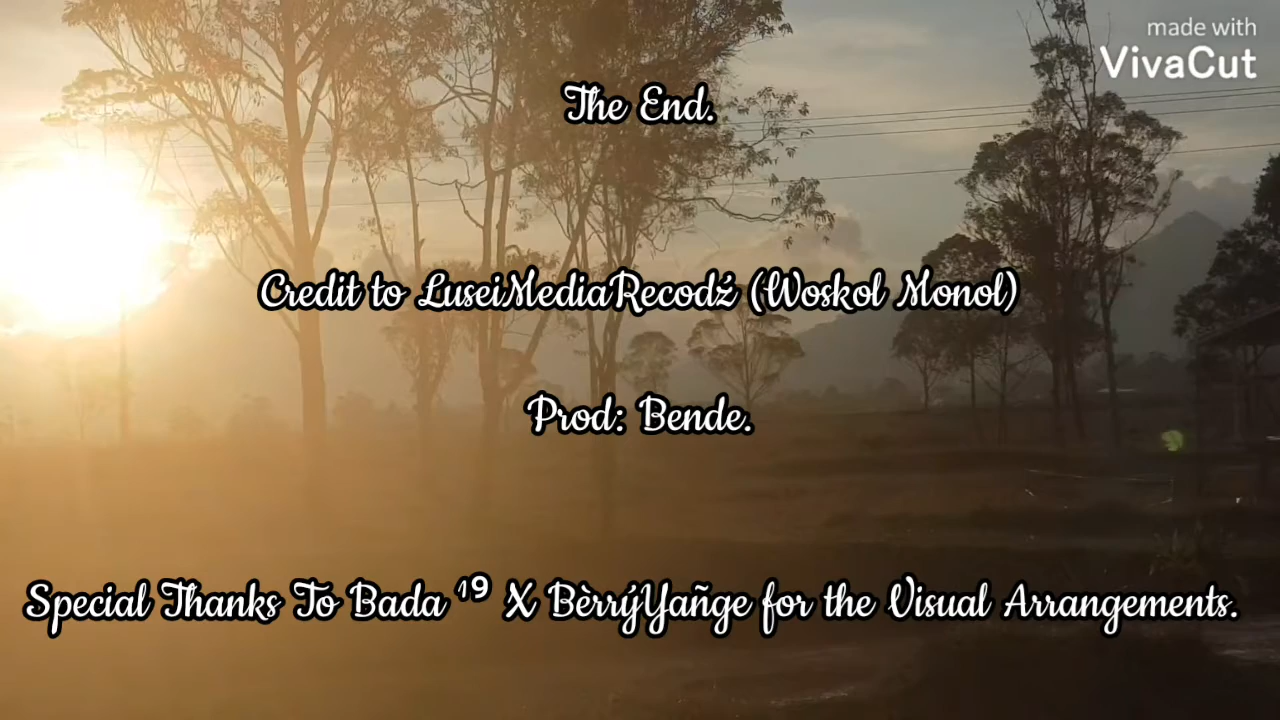 made with
VivaCut
The End.
Credit to LuseiMediaRecodź (Woskol Monol)
Prod: Bende.
Special Thanks To Bada ¹⁹ X BèrrýYañge for the Visual Arrangements.